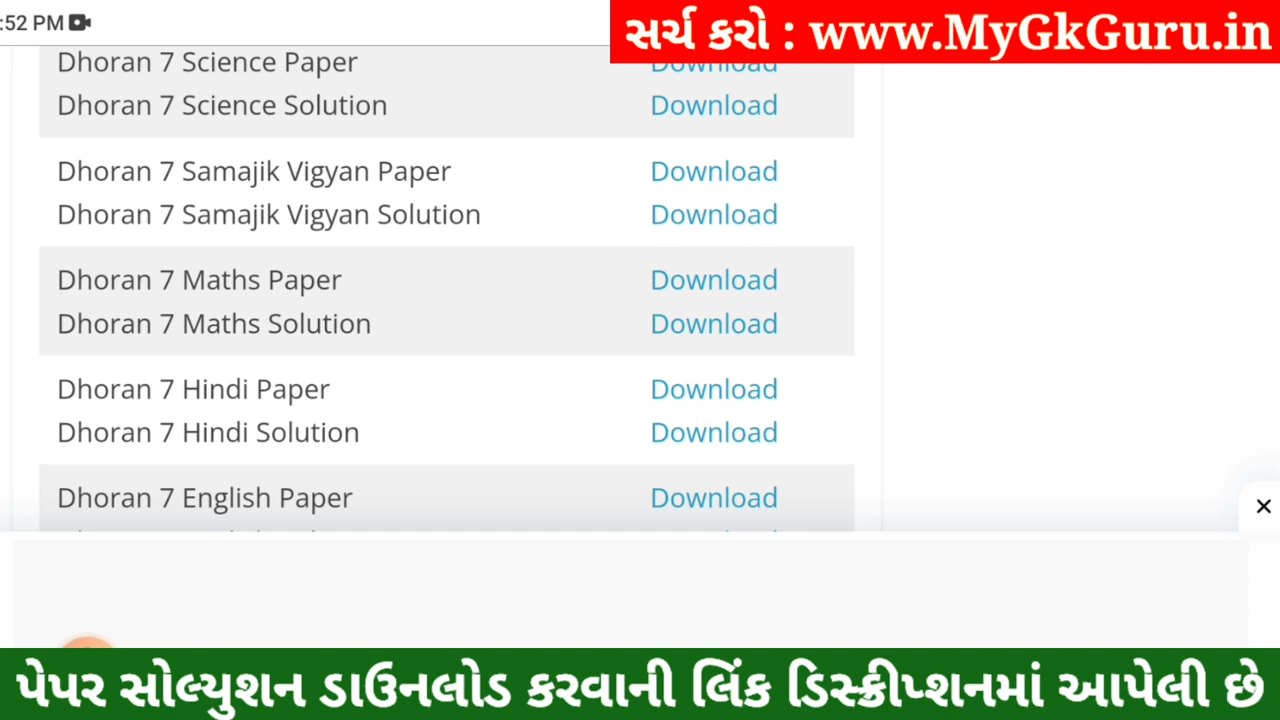 :52 PM
સર્ચ કરો : www.MyGkGuru.in
Dhoran 7 Science Paper Download
Dhoran 7 Science Solution Download
Dhoran 7 Samajik Vigyan Paper Download
Dhoran 7 Samajik Vigyan Solution Download
Dhoran 7 Maths Paper Download
Dhoran 7 Maths Solution Download
Dhoran 7 Hindi Paper Download
Dhoran 7 Hindi Solution Download
Dhoran 7 English Paper Download
પેપર સોલ્યુશન ડાઉનલોડ કરવાની લિંક ડિસ્ક્રીપ્શનમાં આપેલી છે